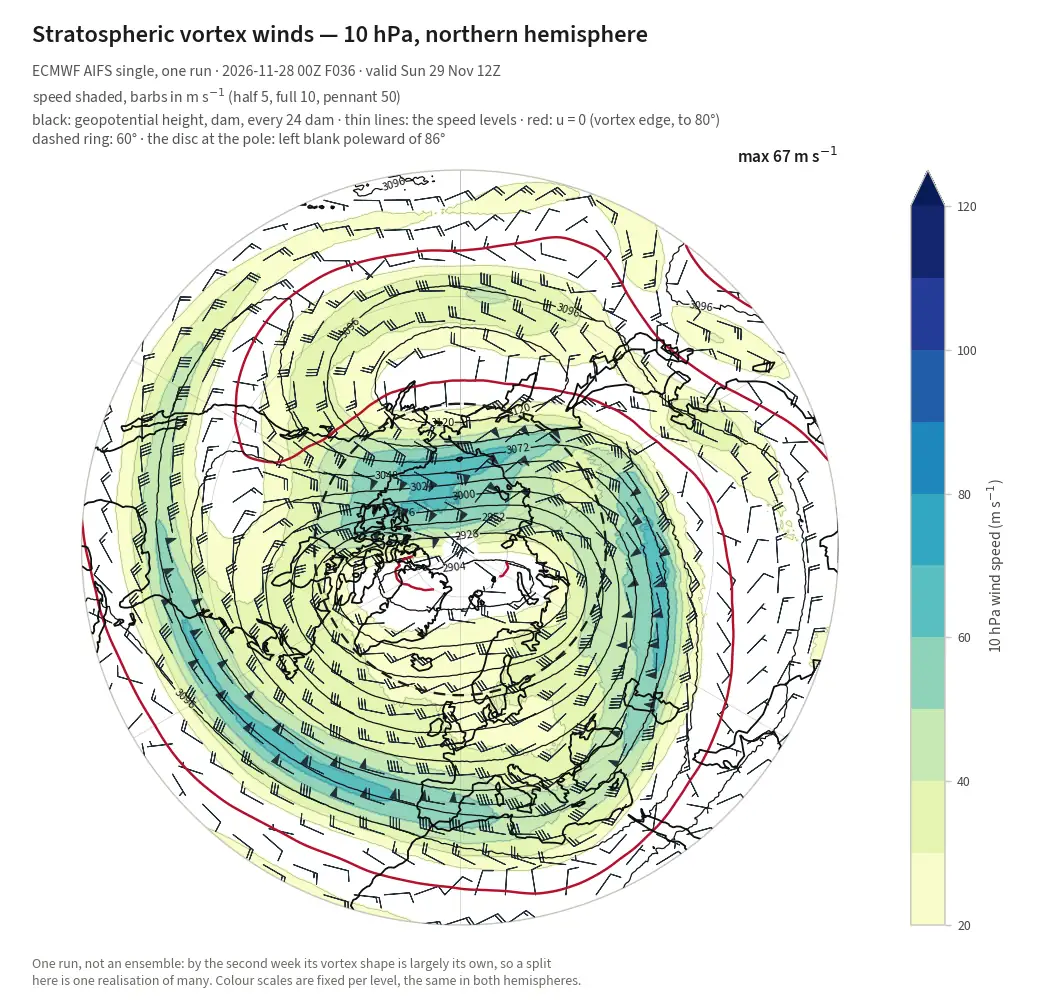 Stratospheric vortex winds — 10 hPa, northern hemisphere
ECMWF AIFS single, one run · 2026-11-28 00Z F036 · valid Sun 29 Nov 12Z
speed shaded, barbs in m s⁻¹ (half 5, full 10, pennant 50)
black: geopotential height, dam, every 24 dam · thin lines: the speed levels · red: u = 0 (vortex edge, to 80°)
dashed ring: 60° · the disc at the pole: left blank poleward of 86°
max 67 m s⁻¹
3096
120
3096
3096
3096
100
3120
3072
3048
3000
80
2928
2904
60
3096
40
20
10 hPa wind speed (m s⁻¹)
One run, not an ensemble: by the second week its vortex shape is largely its own, so a split
here is one realisation of many. Colour scales are fixed per level, the same in both hemispheres.